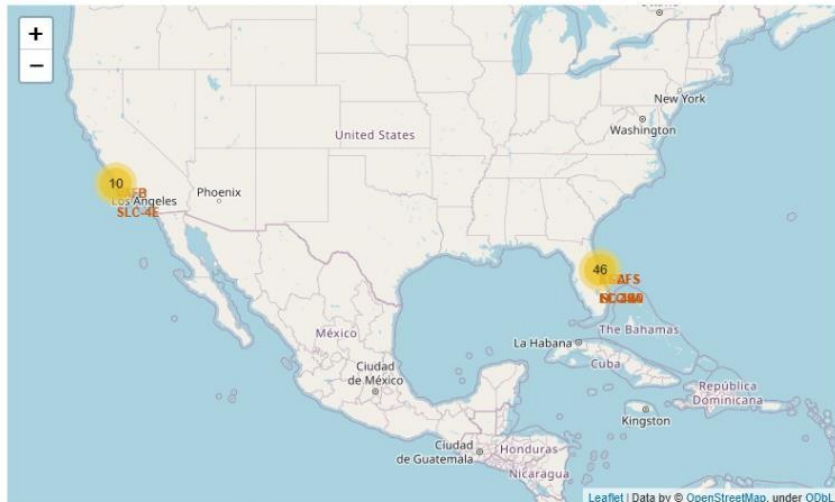 +
−
United States
New York
Washington
10
VAFB
Los Angeles
Phoenix
SLC-4E
46
The Bahamas
La Habana
México
Cuba
Ciudad
de México
República
Dominicana
Kingston
Ciudad
de Guatemala
Honduras
Nicaragua
Leaflet | Data by © OpenStreetMap, under ODbL.